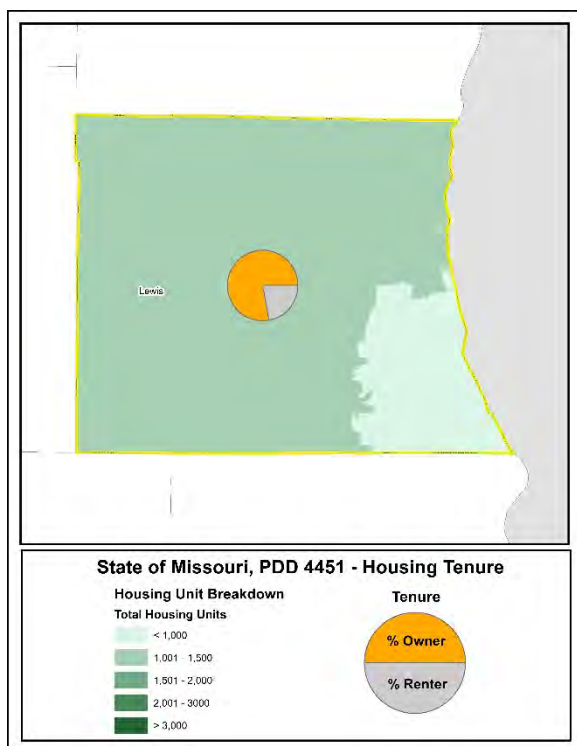 Lewis
State of Missouri, PDD 4451 - Housing Tenure
Housing Unit Breakdown
Total Housing Units
< 1,000
1,001 - 1,500
1,501 - 2,000
2,001 - 3000
> 3,000
Tenure
% Owner
% Renter